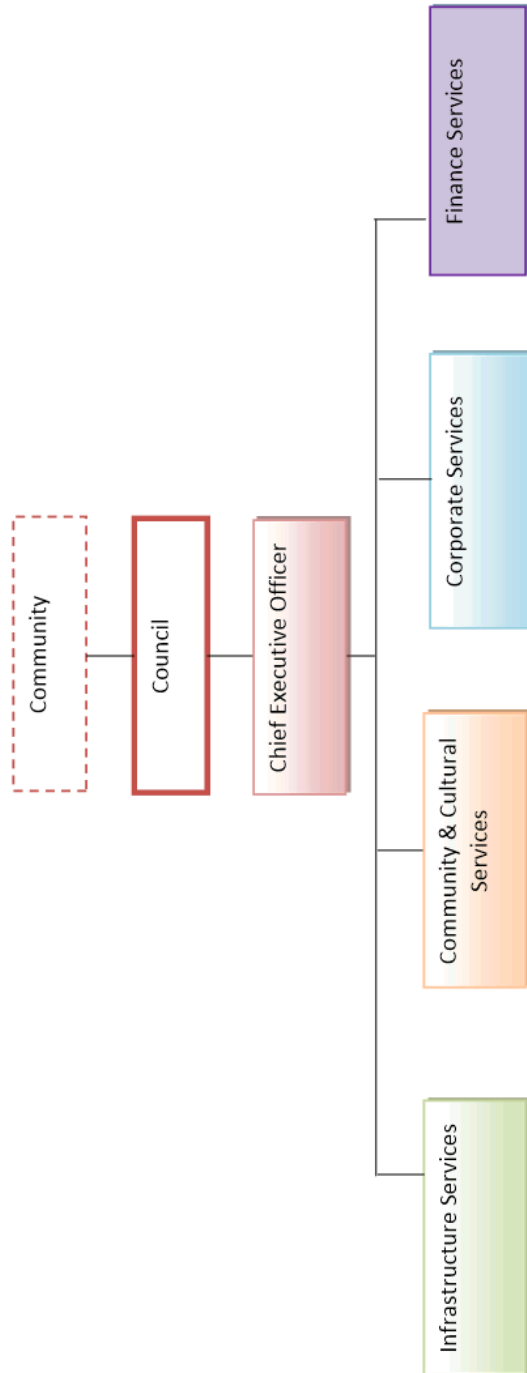 Community
Council
Chief Executive Officer
Infrastructure Services
Community & Cultural
Services
Corporate Services
Finance Services